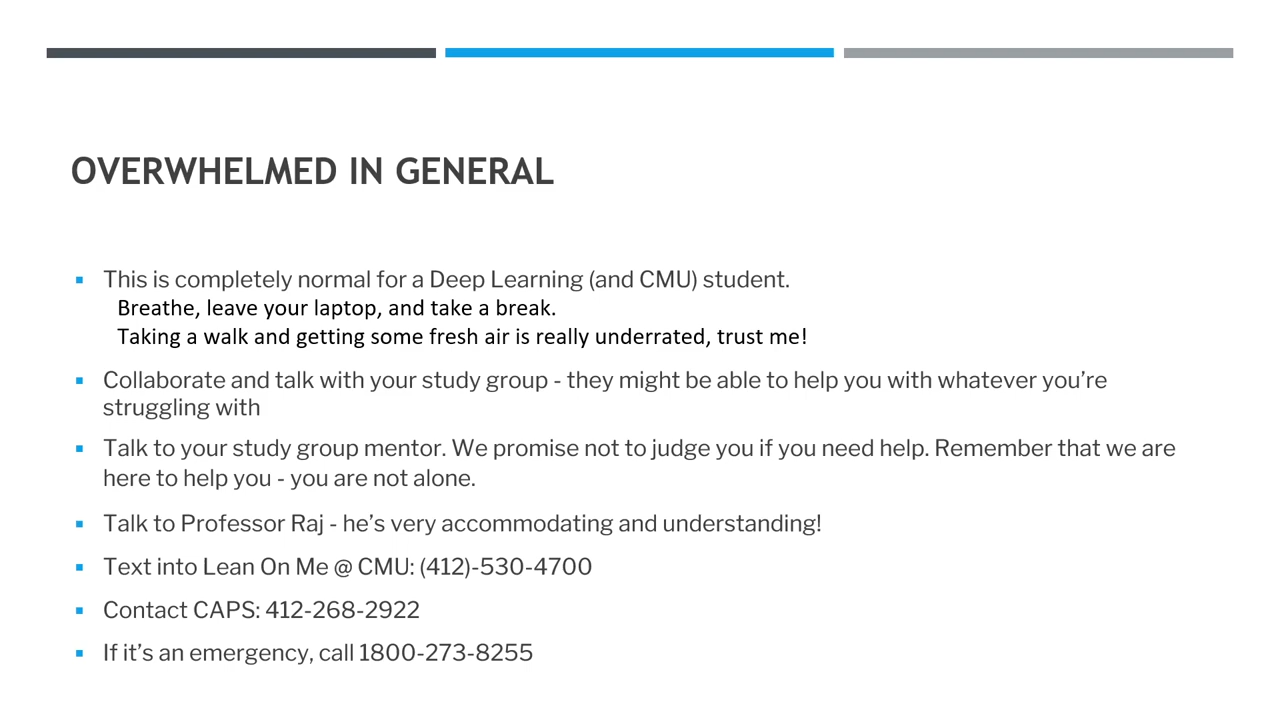 OVERWHELMED IN GENERAL
This is completely normal for a Deep Learning (and CMU) student.
Breathe, leave your laptop, and take a break.
Taking a walk and getting some fresh air is really underrated, trust me!
Collaborate and talk with your study group - they might be able to help you with whatever you’re
struggling with
Talk to your study group mentor. We promise not to judge you if you need help. Remember that we are
here to help you - you are not alone.
Talk to Professor Raj - he’s very accommodating and understanding!
Text into Lean On Me @ CMU: (412)-530-4700
Contact CAPS: 412-268-2922
If it’s an emergency, call 1800-273-8255